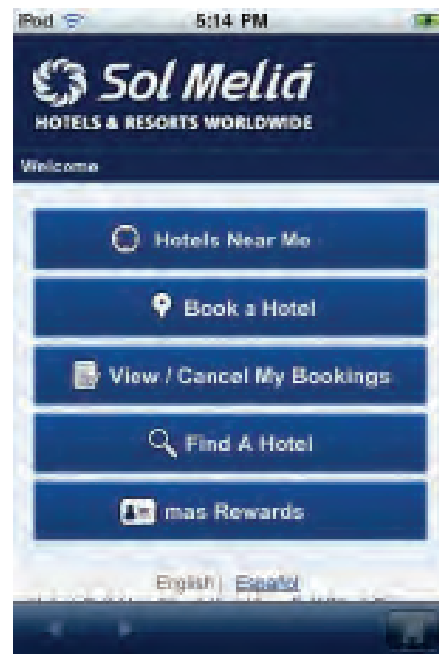 iPod 5:14 PM
Sol Meliá
HOTELS & RESORTS WORLDWIDE
Welcome
Hotels Near Me
Book a Hotel
View / Cancel My Bookings
Find A Hotel
mas Rewards
English | Español